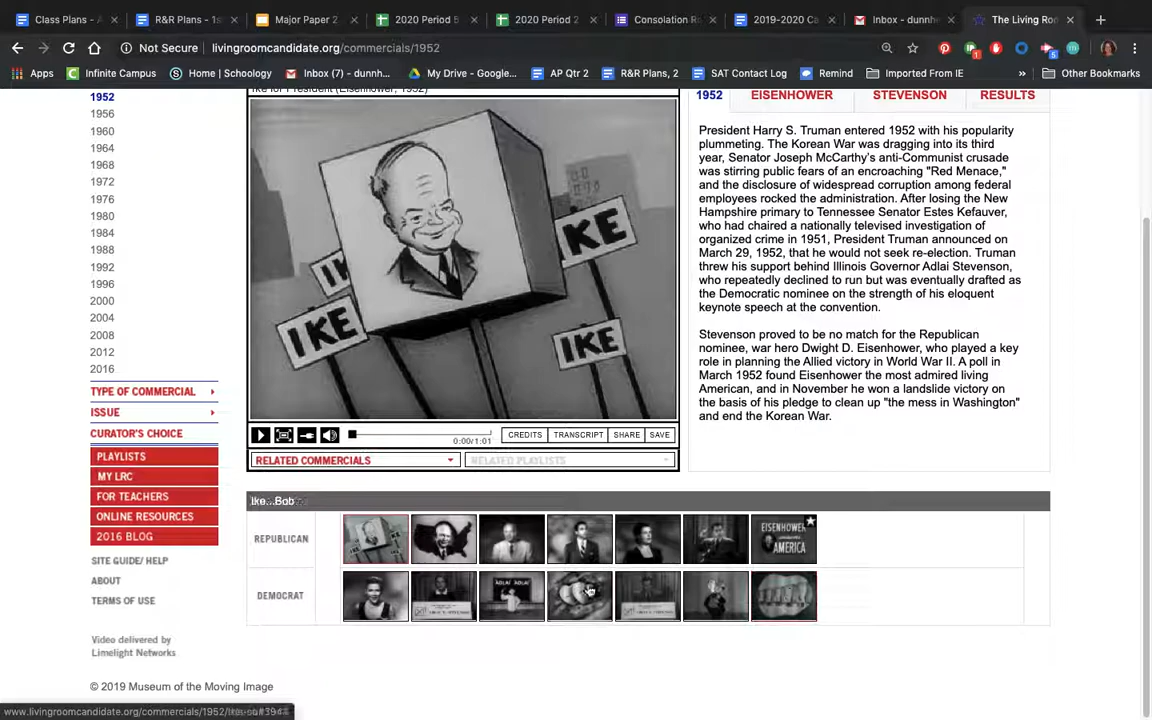 Class Plans - A
R&R Plans - 1s
Major Paper 2
2020 Period 5
2020 Period 2
Consolation R
2019-2020 Ca
Inbox - dunnh
The Living Roo
Not Secure | livingroomcandidate.org/commercials/1952
Apps
Infinite Campus
Home | Schoology
Inbox (7) - dunnh...
My Drive - Google...
AP Qtr 2
R&R Plans, 2
SAT Contact Log
Remind
Imported From IE
»
Other Bookmarks
1952
1956
1960
1964
1968
1972
1976
1980
1984
1988
1992
1996
2000
2004
2008
2012
2016
TYPE OF COMMERCIAL
ISSUE
CURATOR'S CHOICE
PLAYLISTS
MY LRC
FOR TEACHERS
ONLINE RESOURCES
2016 BLOG
SITE GUIDE/ HELP
ABOUT
TERMS OF USE
Video delivered by
Limelight Networks
© 2019 Museum of the Moving Image
Ike for President (Eisenhower, 1952)
IKE
IKE
IKE
0:00/1:01
CREDITS
TRANSCRIPT
SHARE
SAVE
RELATED COMMERCIALS
RELATED PLAYLISTS
1952
EISENHOWER
STEVENSON
RESULTS
President Harry S. Truman entered 1952 with his popularity
plummeting. The Korean War was dragging into its third
year, Senator Joseph McCarthy's anti-Communist crusade
was stirring public fears of an encroaching "Red Menace,"
and the disclosure of widespread corruption among federal
employees rocked the administration. After losing the New
Hampshire primary to Tennessee Senator Estes Kefauver,
who had chaired a nationally televised investigation of
organized crime in 1951, President Truman announced on
March 29, 1952, that he would not seek re-election. Truman
threw his support behind Illinois Governor Adlai Stevenson,
who repeatedly declined to run but was eventually drafted as
the Democratic nominee on the strength of his eloquent
keynote speech at the convention.
Stevenson proved to be no match for the Republican
nominee, war hero Dwight D. Eisenhower, who played a key
role in planning the Allied victory in World War II. A poll in
March 1952 found Eisenhower the most admired living
American, and in November he won a landslide victory on
the basis of his pledge to clean up "the mess in Washington"
and end the Korean War.
Ike...Bob
REPUBLICAN
EISENHOWER
AMERICA
DEMOCRAT
ADLAI ADLAI